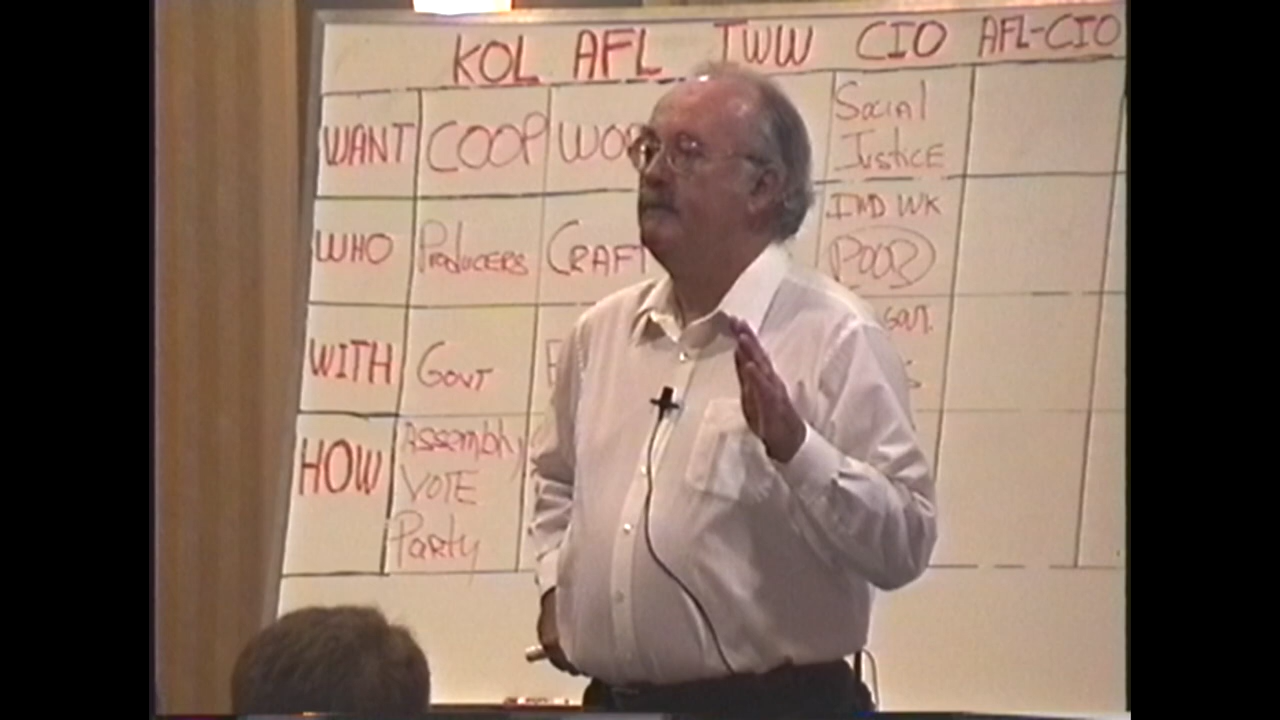 KOL AFL IWW CIO AFL-CIO
WANT COOP Social
Justice
WHO Producers CRAFT IND WK
POOR
WITH GOVT GOVT.
HOW Assembly
VOTE
Party